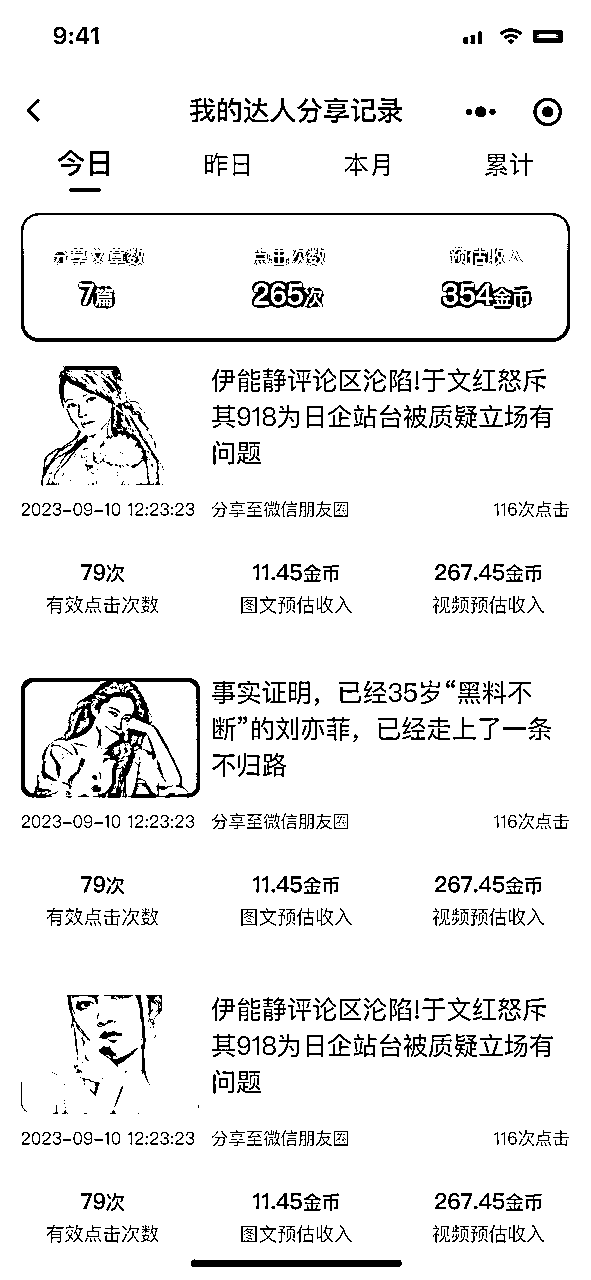 9:41
我的达人分享记录
今日 昨日 本月 累计
分享文章数 点击次数 预估收入
7篇 265次 354金币
伊能静评论区沦陷!于文红怒斥
其918为日企站台被质疑立场有
问题
2023-09-10 12:23:23 分享至微信朋友圈 116次点击
79次 11.45金币 267.45金币
有效点击次数 图文预估收入 视频预估收入
事实证明，已经35岁“黑料不
断”的刘亦菲，已经走上了一条
不归路
2023-09-10 12:23:23 分享至微信朋友圈 116次点击
79次 11.45金币 267.45金币
有效点击次数 图文预估收入 视频预估收入
伊能静评论区沦陷!于文红怒斥
其918为日企站台被质疑立场有
问题
2023-09-10 12:23:23 分享至微信朋友圈 116次点击
79次 11.45金币 267.45金币
有效点击次数 图文预估收入 视频预估收入